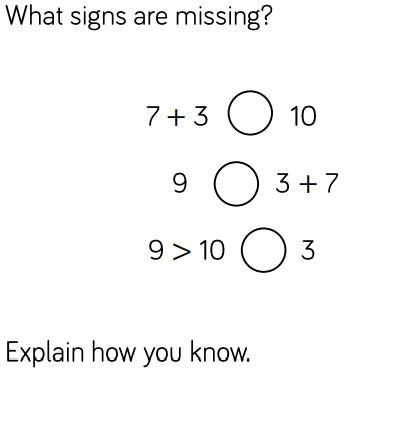 What signs are missing?
7 + 3 ◯ 10
9 ◯ 3 + 7
9 > 10 ◯ 3
Explain how you know.